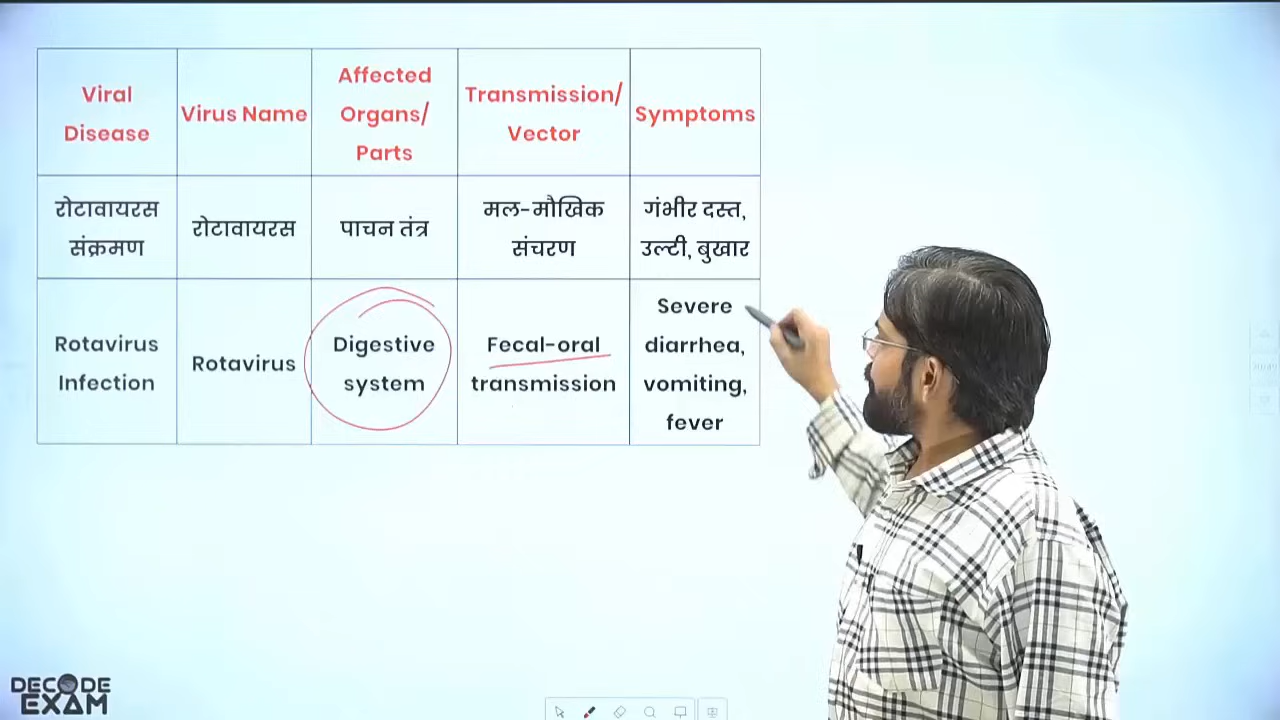 Viral
Disease
Virus Name
Affected
Organs/
Parts
Transmission/
Vector
Symptoms
रोटावायरस
संक्रमण
रोटावायरस
पाचन तंत्र
मल-मौखिक
संचरण
गंभीर दस्त,
उल्टी, बुखार
Rotavirus
Infection
Rotavirus
Digestive
system
Fecal-oral
transmission
Severe
diarrhea,
vomiting,
fever
DECODE
EXAM